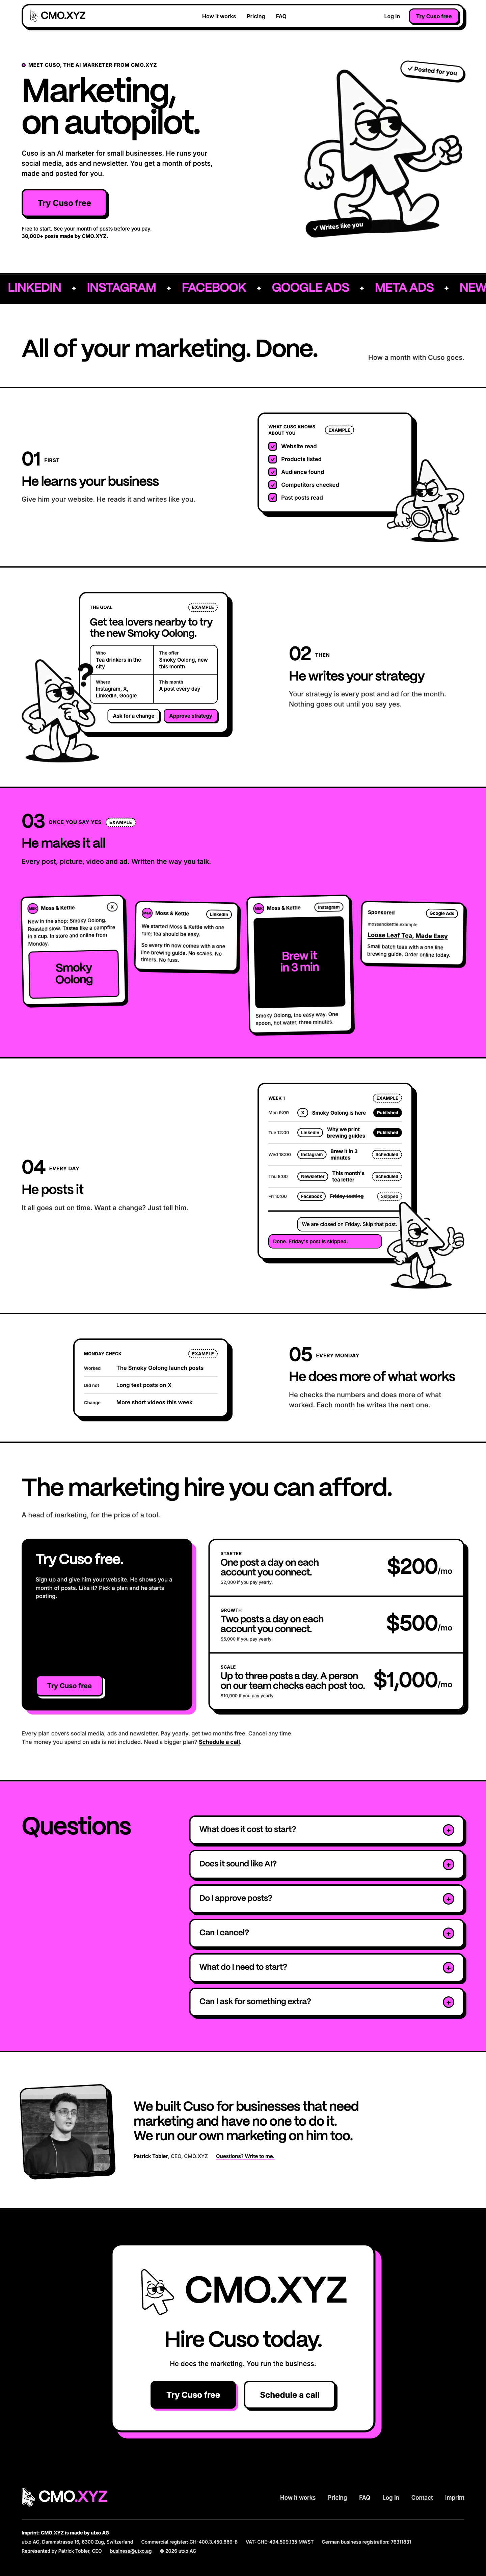 CMO.XYZ
How it works
Pricing
FAQ
Log in
Try Cuso free
MEET CUSO, THE AI MARKETER FROM CMO.XYZ
Marketing,
on autopilot.
Cuso is an AI marketer for small businesses. He runs your
social media, ads and newsletter. You get a month of posts,
made and posted for you.
Try Cuso free
Free to start. See your month of posts before you pay.
30,000+ posts made by CMO.XYZ.
✓ Posted for you
✓ Writes like you
LINKEDIN ✦ INSTAGRAM ✦ FACEBOOK ✦ GOOGLE ADS ✦ META ADS ✦ NEW
All of your marketing. Done.
How a month with Cuso goes.
01 FIRST
He learns your business
Give him your website. He reads it and writes like you.
WHAT CUSO KNOWS
ABOUT YOU
EXAMPLE
Website read
Products listed
Audience found
Competitors checked
Past posts read
THE GOAL
EXAMPLE
Get tea lovers nearby to try
the new Smoky Oolong.
Who
Tea drinkers in the
city
The offer
Smoky Oolong, new
this month
Where
Instagram, X,
LinkedIn, Google
This month
A post every day
Ask for a change
Approve strategy
?
02 THEN
He writes your strategy
Your strategy is every post and ad for the month.
Nothing goes out until you say yes.
03 ONCE YOU SAY YES EXAMPLE
He makes it all
Every post, picture, video and ad. Written the way you talk.
Moss & Kettle
X
New in the shop: Smoky Oolong.
Roasted slow. Tastes like a campfire
in a cup. In store and online from
Monday.
Smoky
Oolong
Moss & Kettle
LinkedIn
We started Moss & Kettle with one
rule: tea should be easy.
So every tin now comes with a one
line brewing guide. No scales. No
timers. No fuss.
Moss & Kettle
Instagram
Brew it
in 3 min
Smoky Oolong, the easy way. One
spoon, hot water, three minutes.
Sponsored
Google Ads
mossandkettle.example
Loose Leaf Tea, Made Easy
Small batch teas with a one line
brewing guide. Order online today.
04 EVERY DAY
He posts it
It all goes out on time. Want a change? Just tell him.
WEEK 1
EXAMPLE
Mon 9:00 X Smoky Oolong is here Published
Tue 12:00 LinkedIn Why we print
brewing guides Published
Wed 18:00 Instagram Brew it in 3
minutes Scheduled
Thu 8:00 Newsletter This month's
tea letter Scheduled
Fri 10:00 Facebook Friday tasting Skipped
We are closed on Friday. Skip that post.
Done. Friday's post is skipped.
MONDAY CHECK
EXAMPLE
Worked The Smoky Oolong launch posts
Did not Long text posts on X
Change More short videos this week
05 EVERY MONDAY
He does more of what works
He checks the numbers and does more of what
worked. Each month he writes the next one.
The marketing hire you can afford.
A head of marketing, for the price of a tool.
Try Cuso free.
Sign up and give him your website. He shows you a
month of posts. Like it? Pick a plan and he starts
posting.
Try Cuso free
STARTER
One post a day on each
account you connect.
$2,000 if you pay yearly.
$200/mo
GROWTH
Two posts a day on each
account you connect.
$5,000 if you pay yearly.
$500/mo
SCALE
Up to three posts a day. A person
on our team checks each post too.
$10,000 if you pay yearly.
$1,000/mo
Every plan covers social media, ads and newsletter. Pay yearly, get two months free. Cancel any time.
The money you spend on ads is not included. Need a bigger plan? Schedule a call.
Questions
What does it cost to start?
Does it sound like AI?
Do I approve posts?
Can I cancel?
What do I need to start?
Can I ask for something extra?
We built Cuso for businesses that need
marketing and have no one to do it.
We run our own marketing on him too.
Patrick Tobler, CEO, CMO.XYZ
Questions? Write to me.
CMO.XYZ
Hire Cuso today.
He does the marketing. You run the business.
Try Cuso free
Schedule a call
CMO.XYZ
How it works
Pricing
FAQ
Log in
Contact
Imprint
Imprint: CMO.XYZ is made by utxo AG
utxo AG, Dammstrasse 16, 6300 Zug, Switzerland
Commercial register: CH-400.3.450.669-8
VAT: CHE-494.509.135 MWST
German business registration: 76311831
Represented by Patrick Tobler, CEO
business@utxo.ag
© 2026 utxo AG